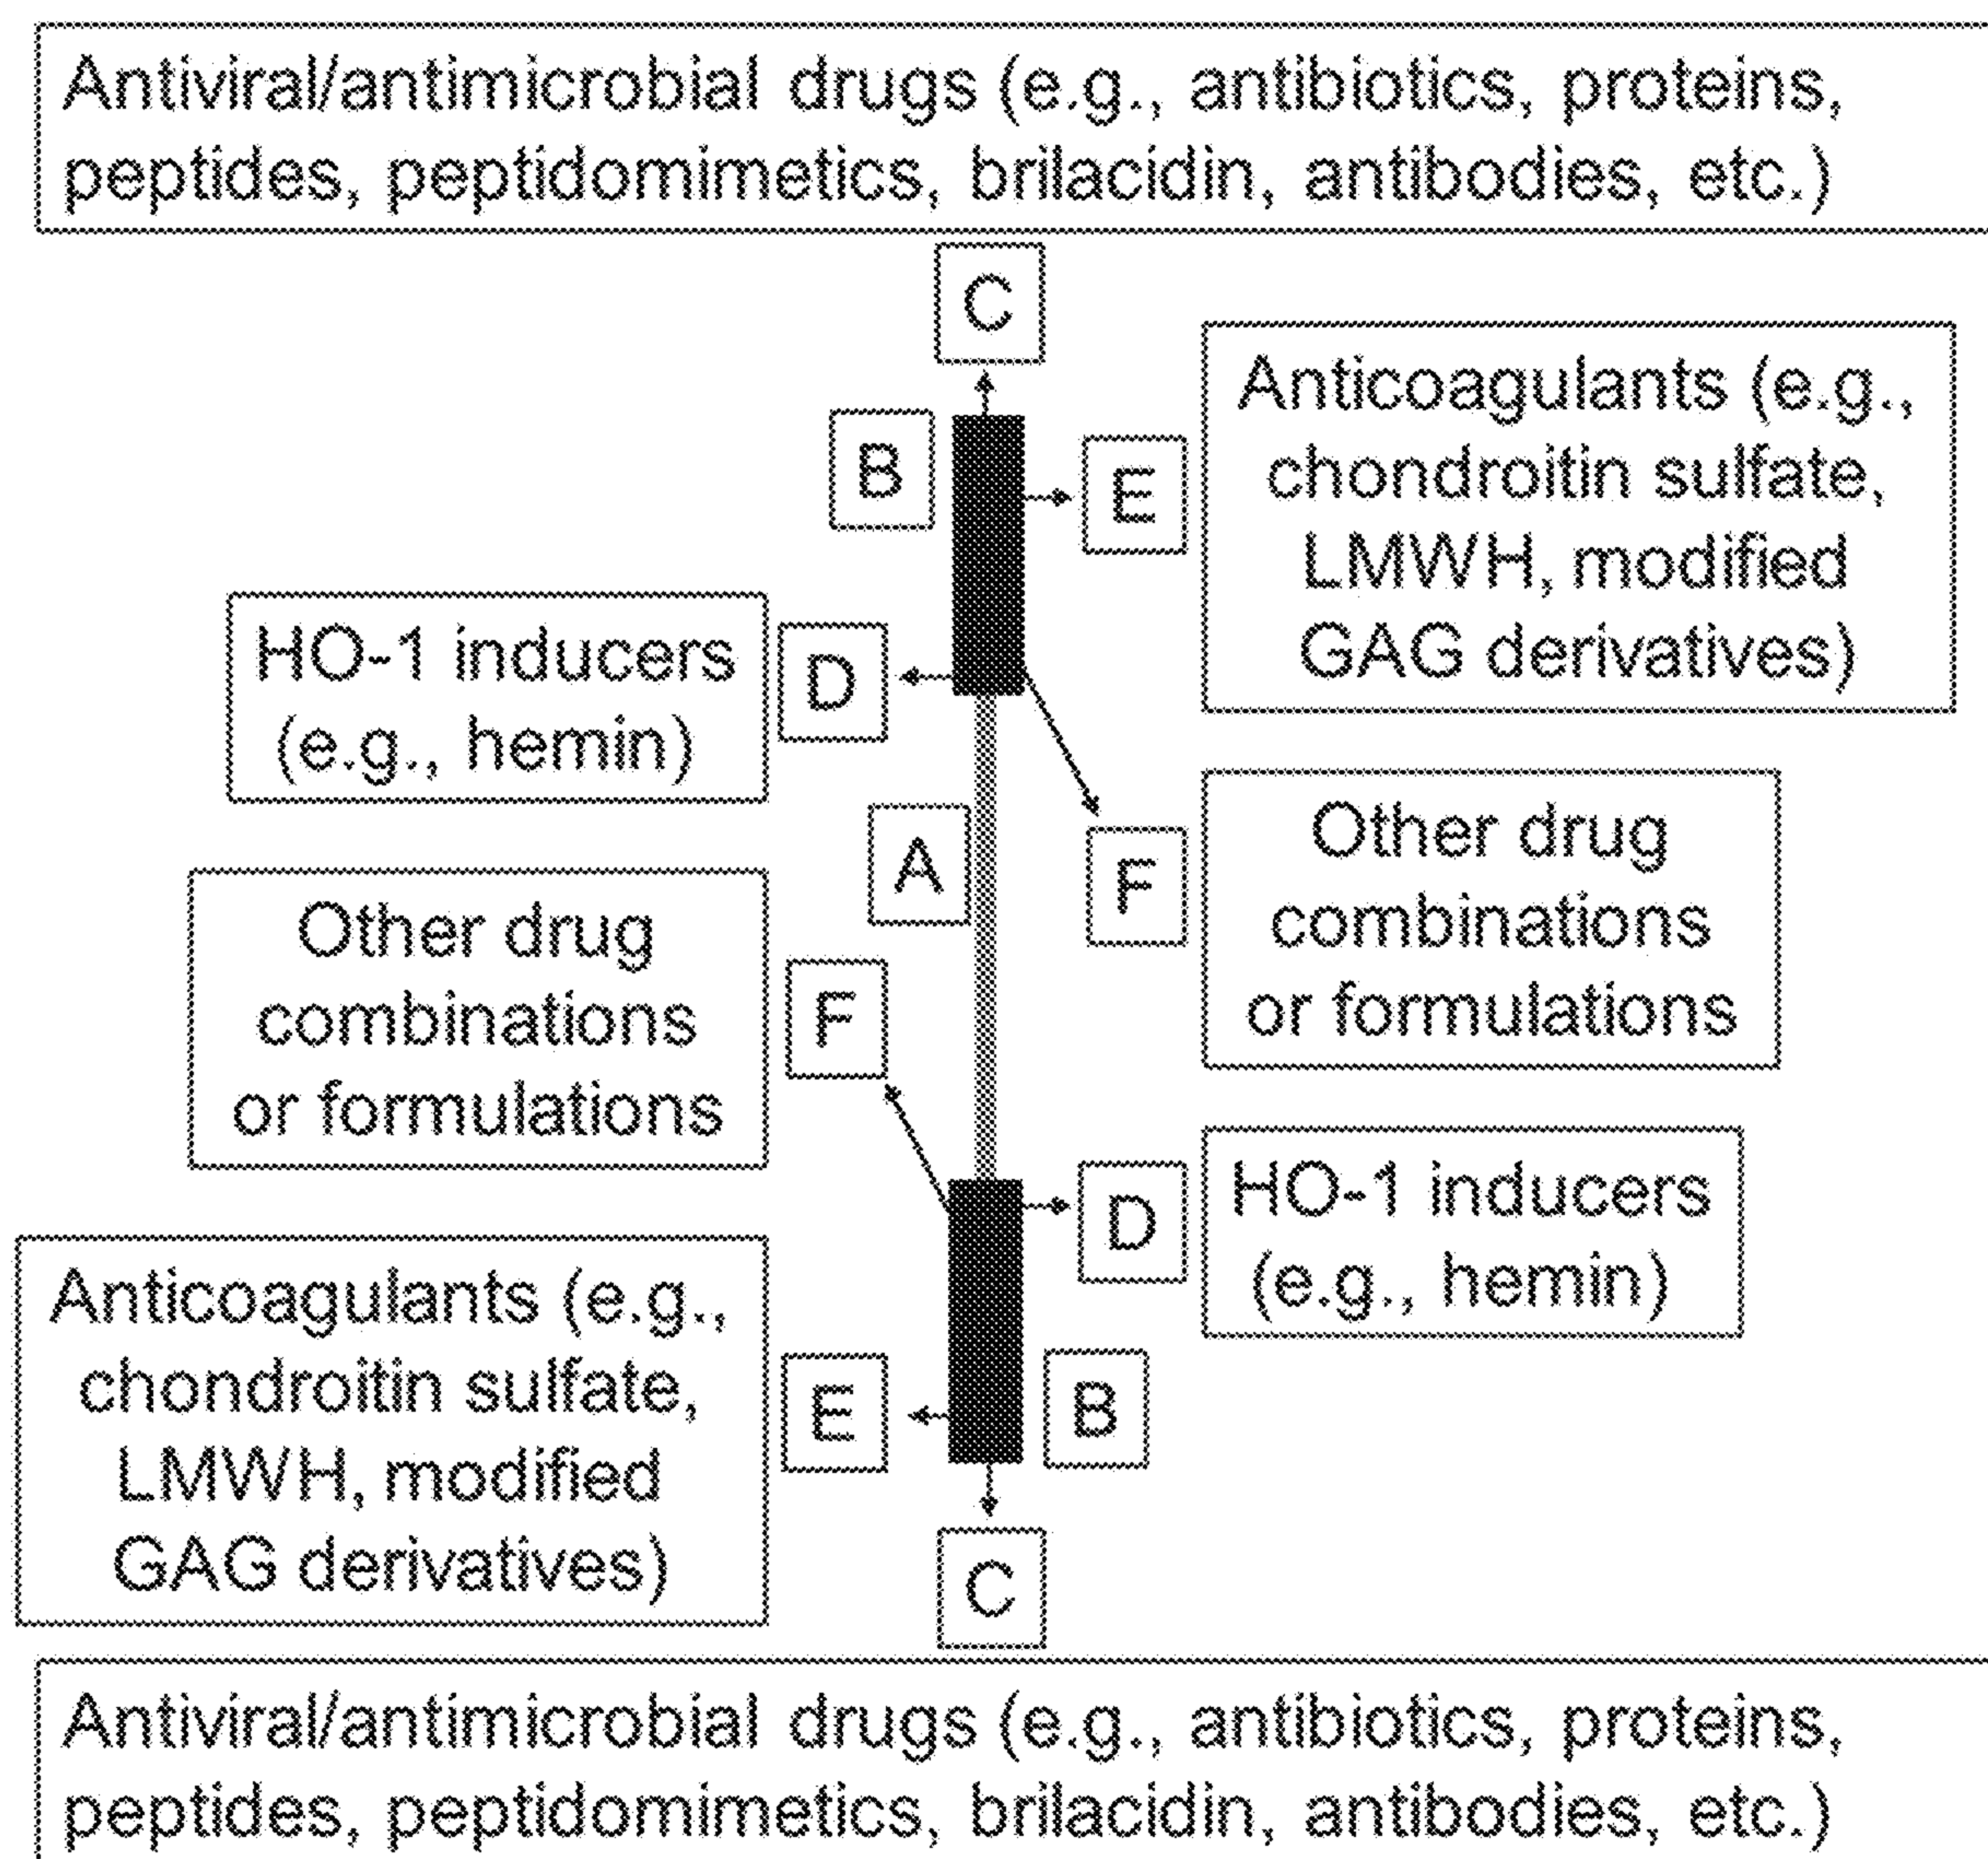 Antiviral/antimicrobial drugs (e.g., antibiotics, proteins,
peptides, peptidomimetics, brilacidin, antibodies, etc.)
C
B
E
Anticoagulants (e.g.,
chondroitin sulfate,
LMWH, modified
GAG derivatives)
HO-1 inducers
(e.g., hemin)
D
A
F
Other drug
combinations
or formulations
Other drug
combinations
or formulations
F
D
HO-1 inducers
(e.g., hemin)
Anticoagulants (e.g.,
chondroitin sulfate,
LMWH, modified
GAG derivatives)
E
B
C
Antiviral/antimicrobial drugs (e.g., antibiotics, proteins,
peptides, peptidomimetics, brilacidin, antibodies, etc.)